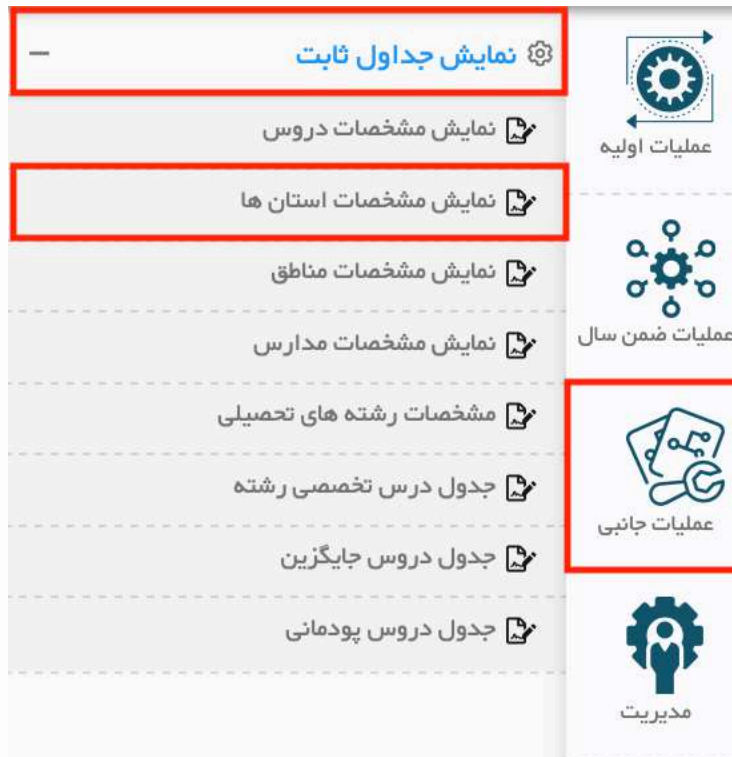 عملیات اولیه
عملیات ضمن سال
عملیات جانبی
مدیریت
نمایش جداول ثابت
نمایش مشخصات دروس
نمایش مشخصات استان ها
نمایش مشخصات مناطق
نمایش مشخصات مدارس
مشخصات رشته های تحصیلی
جدول درس تخصصی رشته
جدول دروس جایگزین
جدول دروس پودمانی